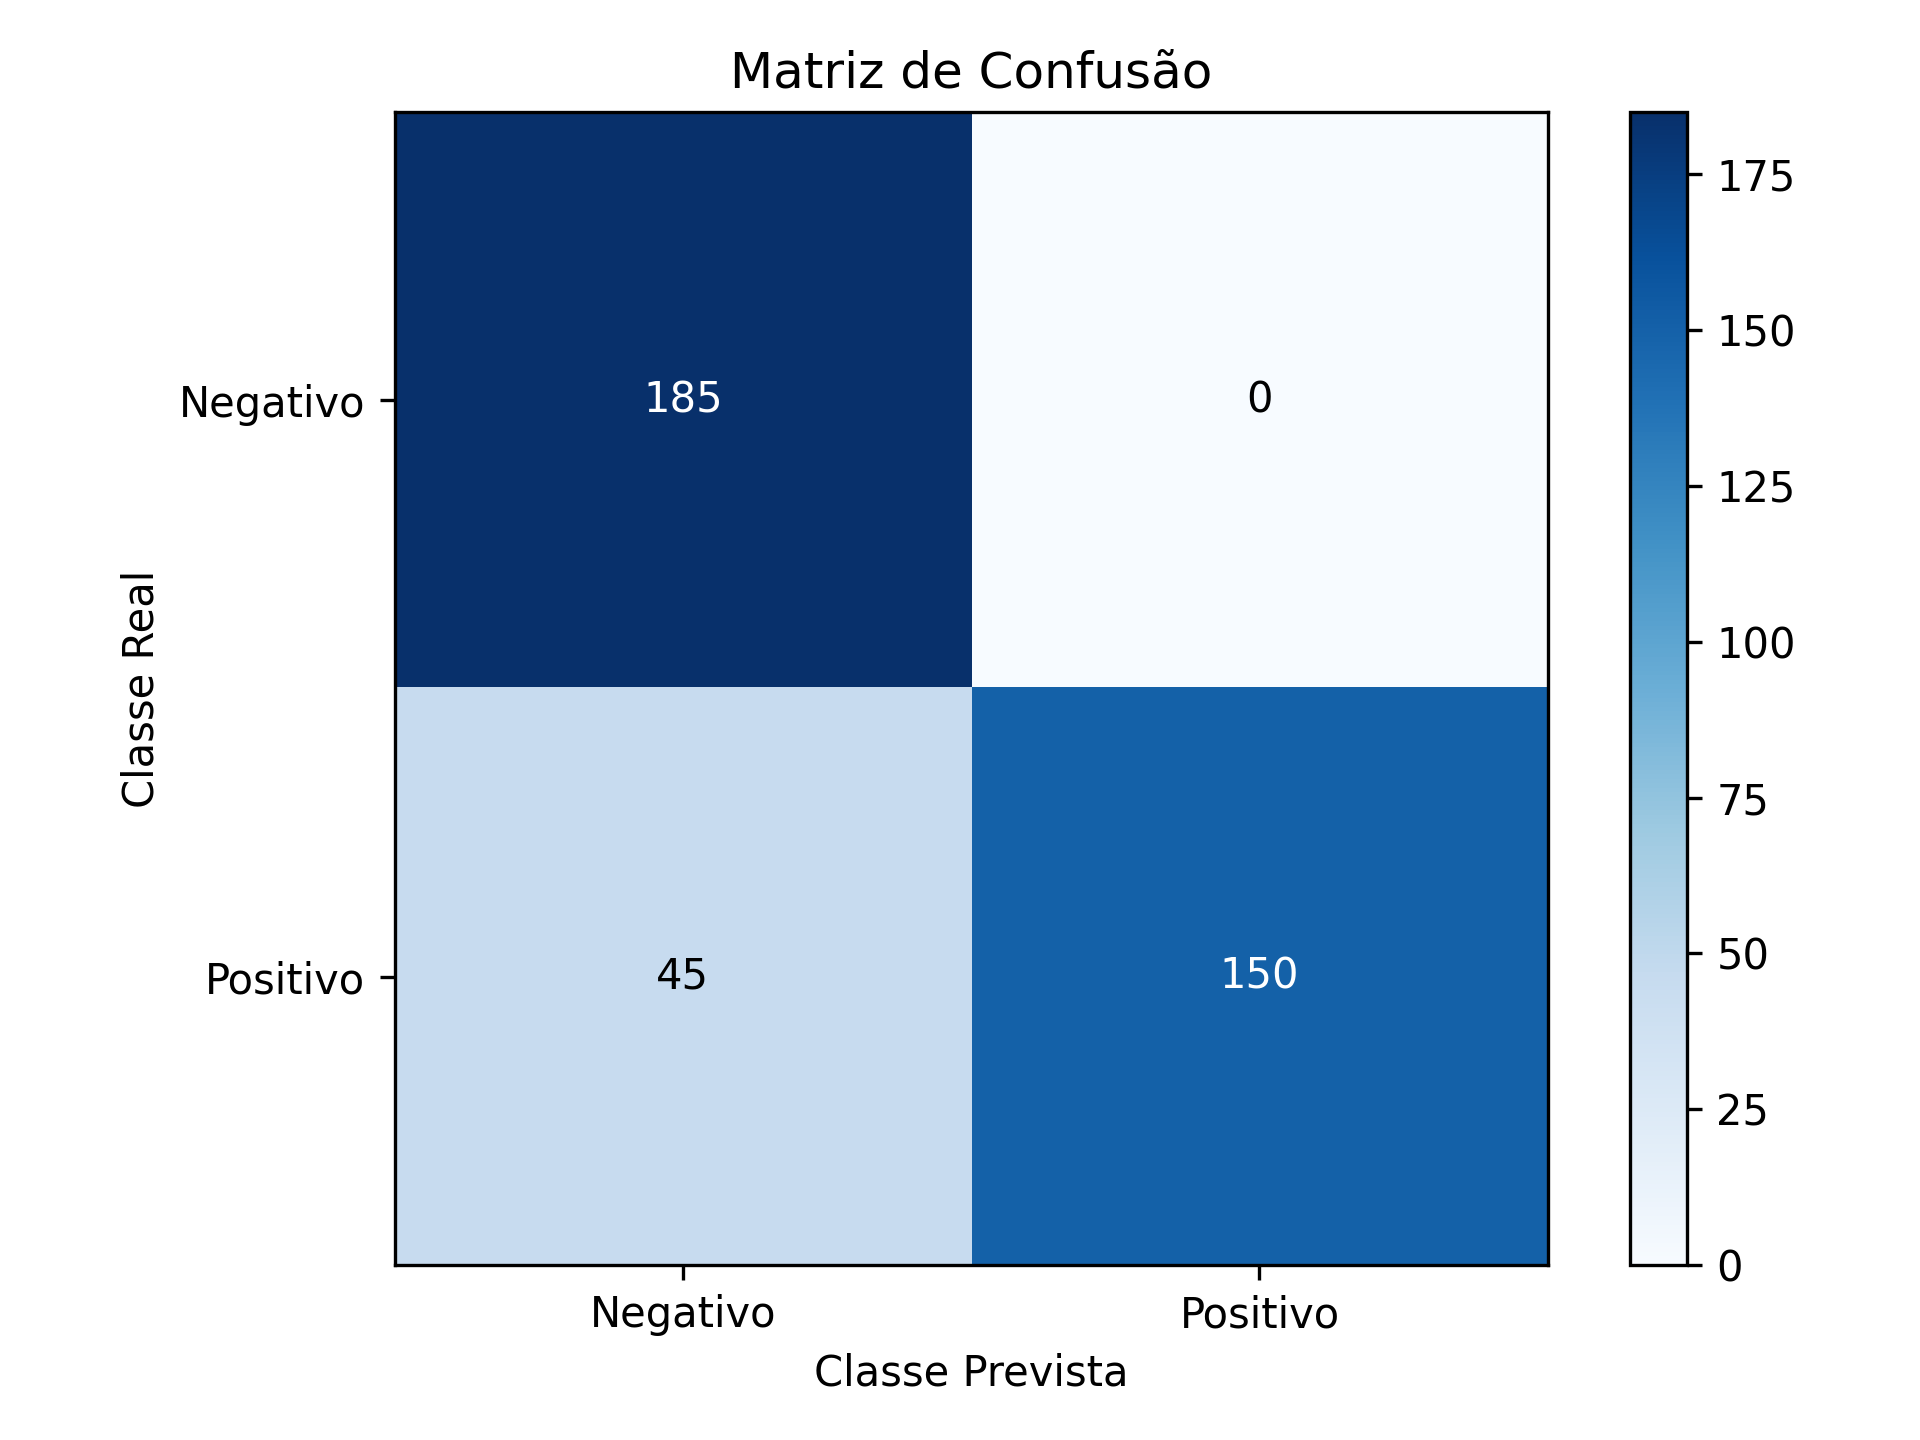 Matriz de Confusão
Classe Real
Negativo
185
0
Positivo
45
150
Negativo
Positivo
Classe Prevista
175
150
125
100
75
50
25
0